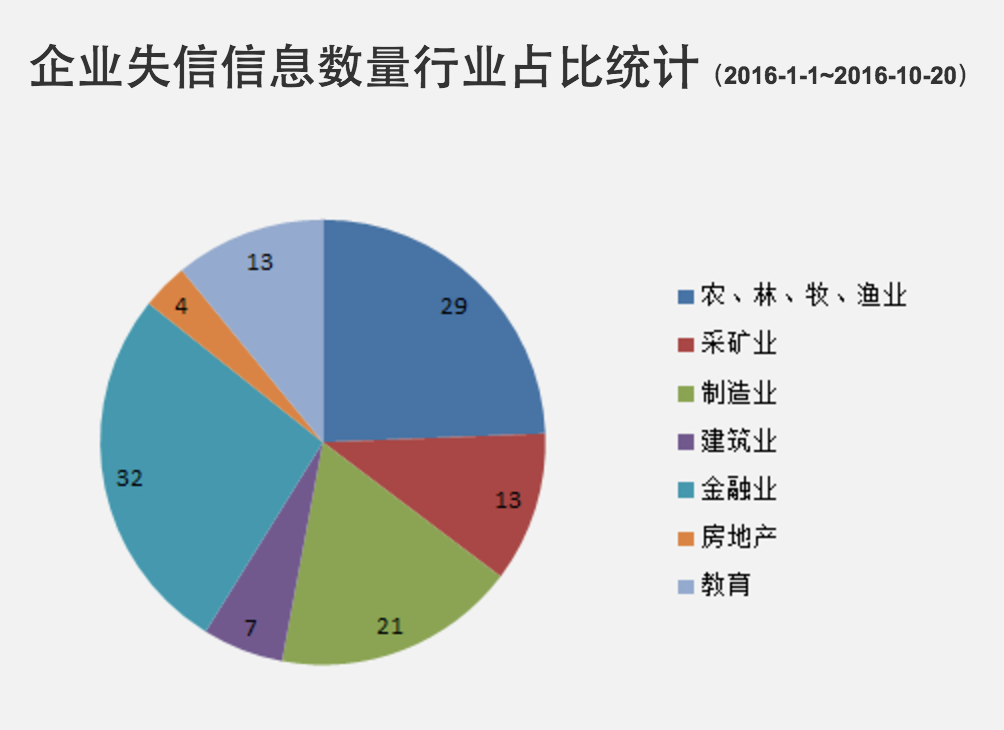 企业失信信息数量行业占比统计（2016-1-1~2016-10-20）
13
29
4
32
13
21
7
农、林、牧、渔业
采矿业
制造业
建筑业
金融业
房地产
教育